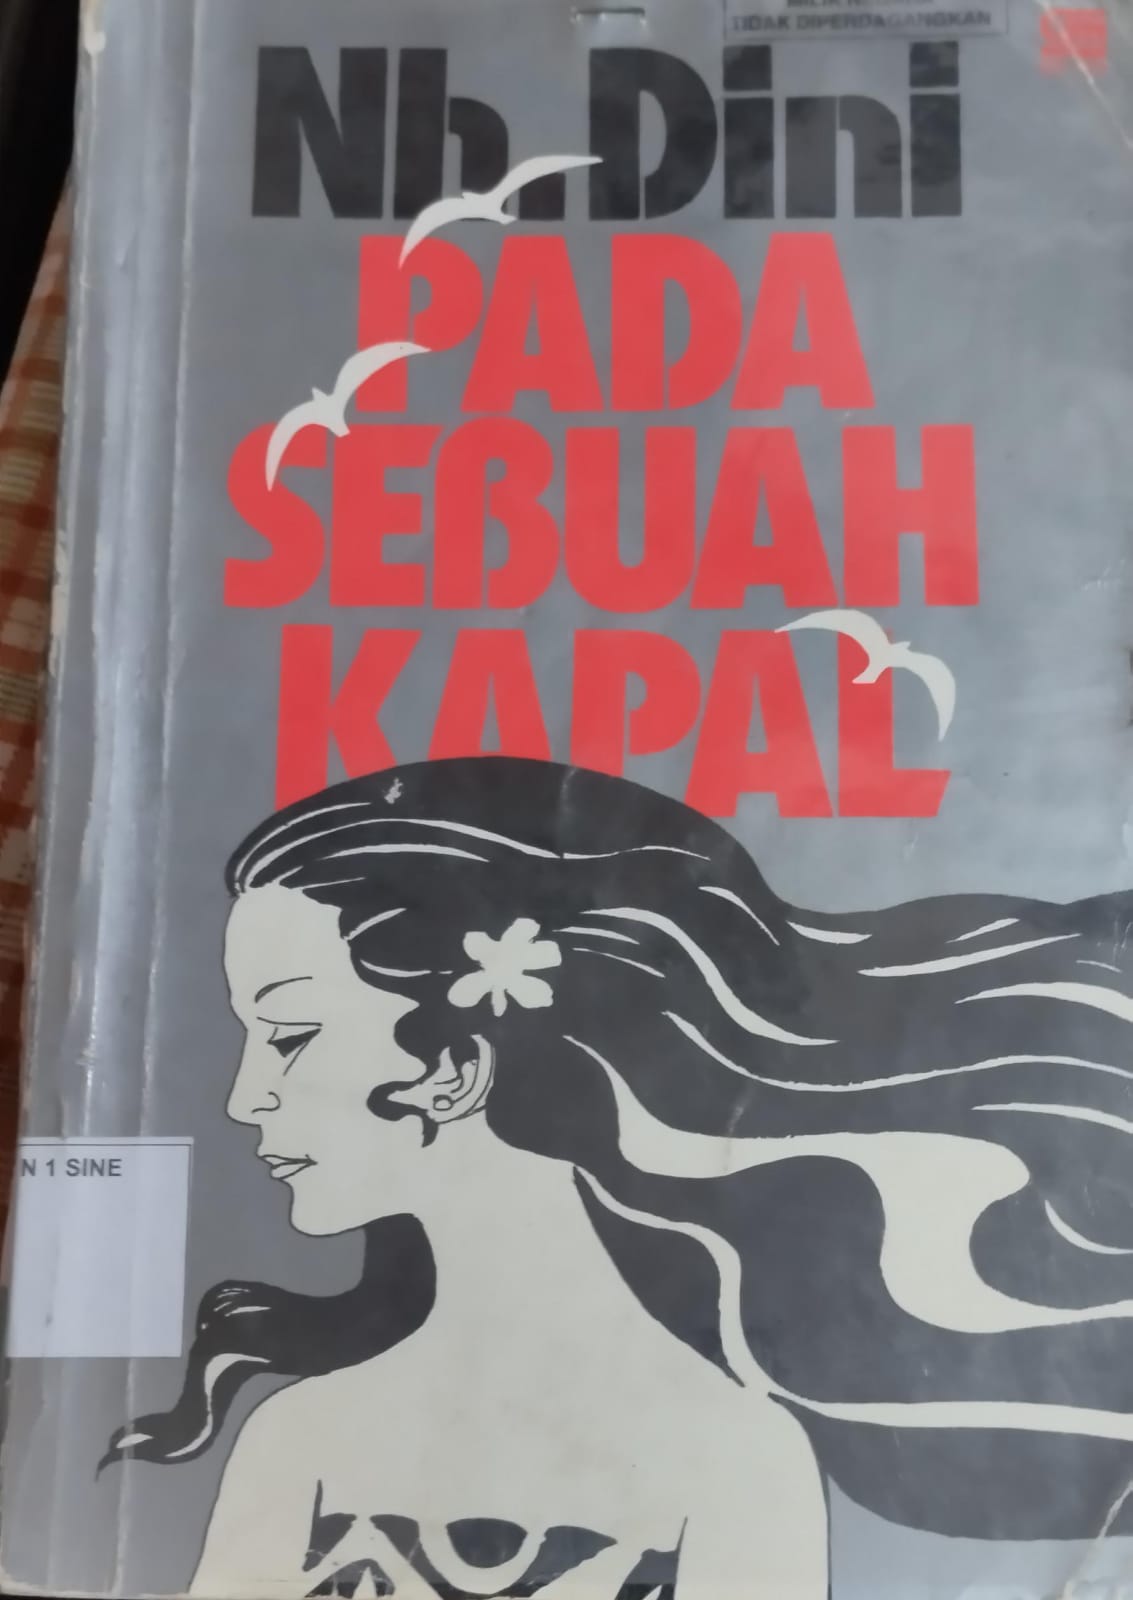 TIDAK DIPERDAGANGKAN
Nh. Dini
PADA
SEBUAH
KAPAL
N 1 SINE